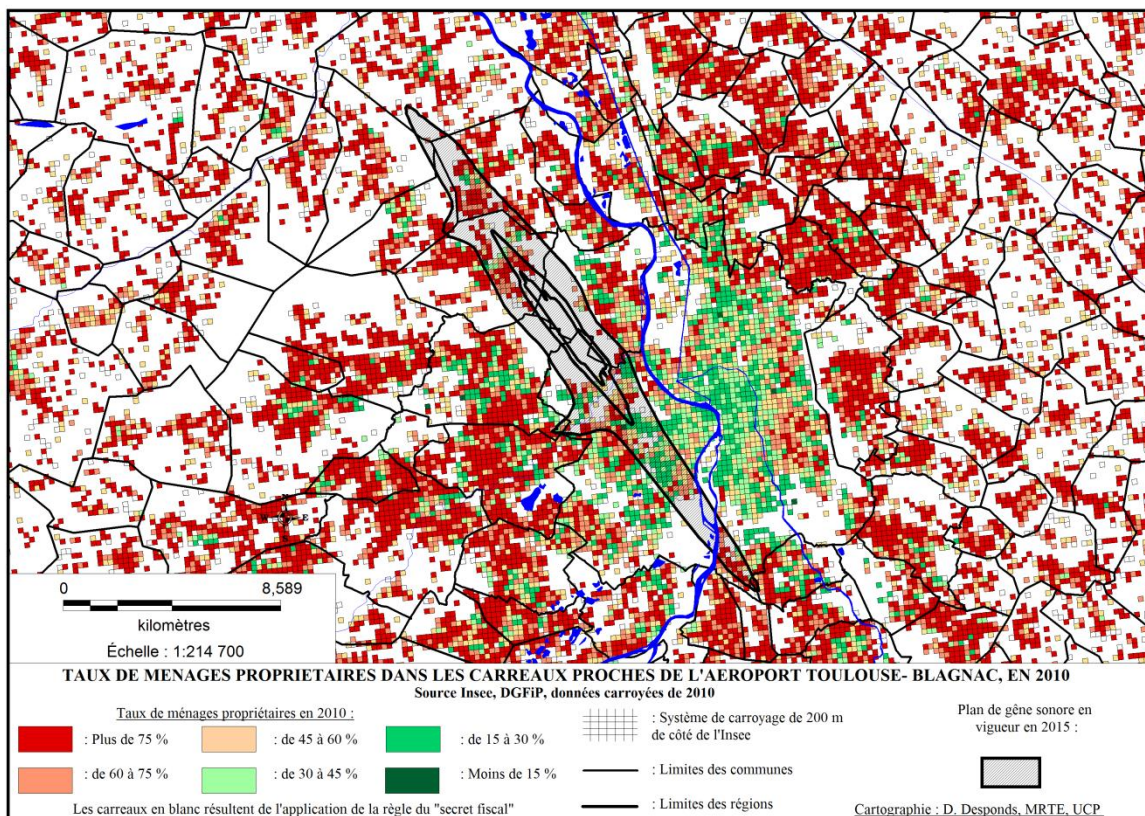 0 8,589
kilomètres
Échelle : 1:214 700
TAUX DE MENAGES PROPRIETAIRES DANS LES CARREAUX PROCHES DE L'AEROPORT TOULOUSE- BLAGNAC, EN 2010
Source Insee, DGFiP, données carroyées de 2010
Taux de ménages propriétaires en 2010 :
: Plus de 75 %
: de 45 à 60 %
: de 15 à 30 %
: de 60 à 75 %
: de 30 à 45 %
: Moins de 15 %
Les carreaux en blanc résultent de l'application de la règle du "secret fiscal"
: Système de carroyage de 200 m
de côté de l'Insee
: Limites des communes
: Limites des régions
Plan de gêne sonore en
vigueur en 2015 :
Cartographie : D. Desponds, MRTE, UCP